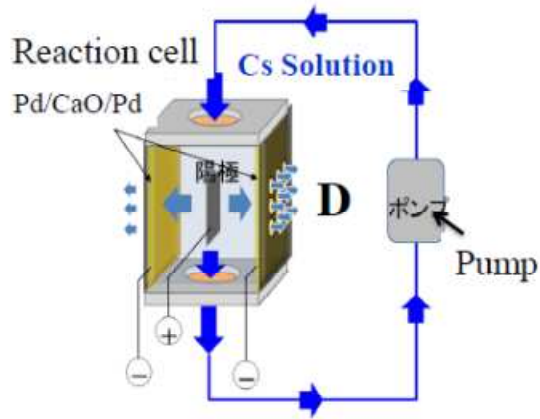 Reaction cell
Cs Solution
Pd/CaO/Pd
陽極
D
ポンプ
Pump
+
−
−